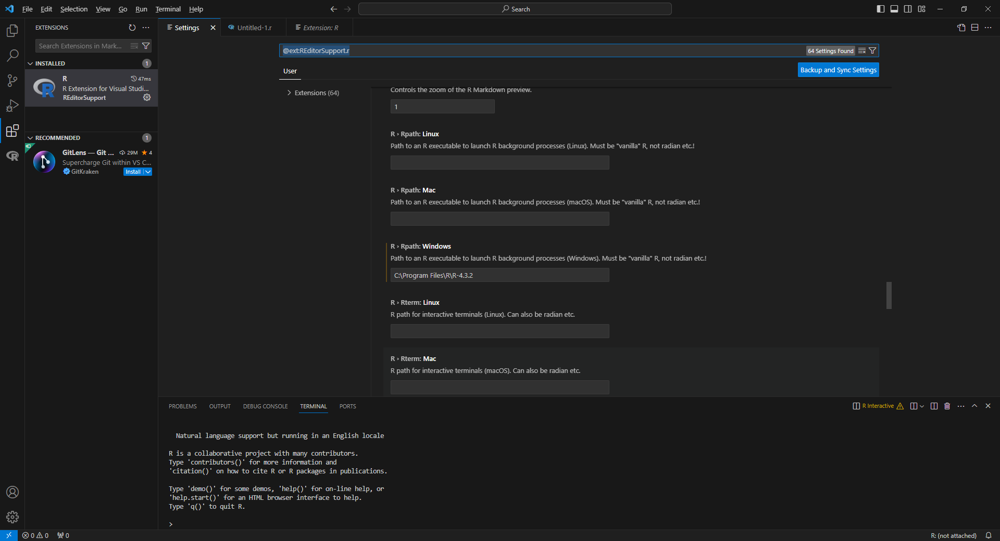 File Edit Selection View Go Run Terminal Help
Search
EXTENSIONS
Settings
Untitled-1.r
Extension: R
Search Extensions in Mark...
@ext:REditorSupport.r
64 Settings Found
INSTALLED
1
User
Backup and Sync Settings
R
47ms
R Extension for Visual Studi...
REditorSupport
Extensions (64)
RECOMMENDED
1
GitLens — Git ...
29M
4
Supercharge Git within VS C...
GitKraken
Install
Controls the zoom of the R Markdown preview.
1
R › Rpath: Linux
Path to an R executable to launch R background processes (Linux). Must be "vanilla" R, not radian etc.!
R › Rpath: Mac
Path to an R executable to launch R background processes (macOS). Must be "vanilla" R, not radian etc.!
R › Rpath: Windows
Path to an R executable to launch R background processes (Windows). Must be "vanilla" R, not radian etc.!
C:\Program Files\R\R-4.3.2
R › Rterm: Linux
R path for interactive terminals (Linux). Can also be radian etc.
R › Rterm: Mac
R path for interactive terminals (macOS). Can also be radian etc.
PROBLEMS OUTPUT DEBUG CONSOLE TERMINAL PORTS
R Interactive
Natural language support but running in an English locale
R is a collaborative project with many contributors.
Type 'contributors()' for more information and
'citation()' on how to cite R or R packages in publications.
Type 'demo()' for some demos, 'help()' for on-line help, or
'help.start()' for an HTML browser interface to help.
Type 'q()' to quit R.
>
0 0 0
R: (not attached)